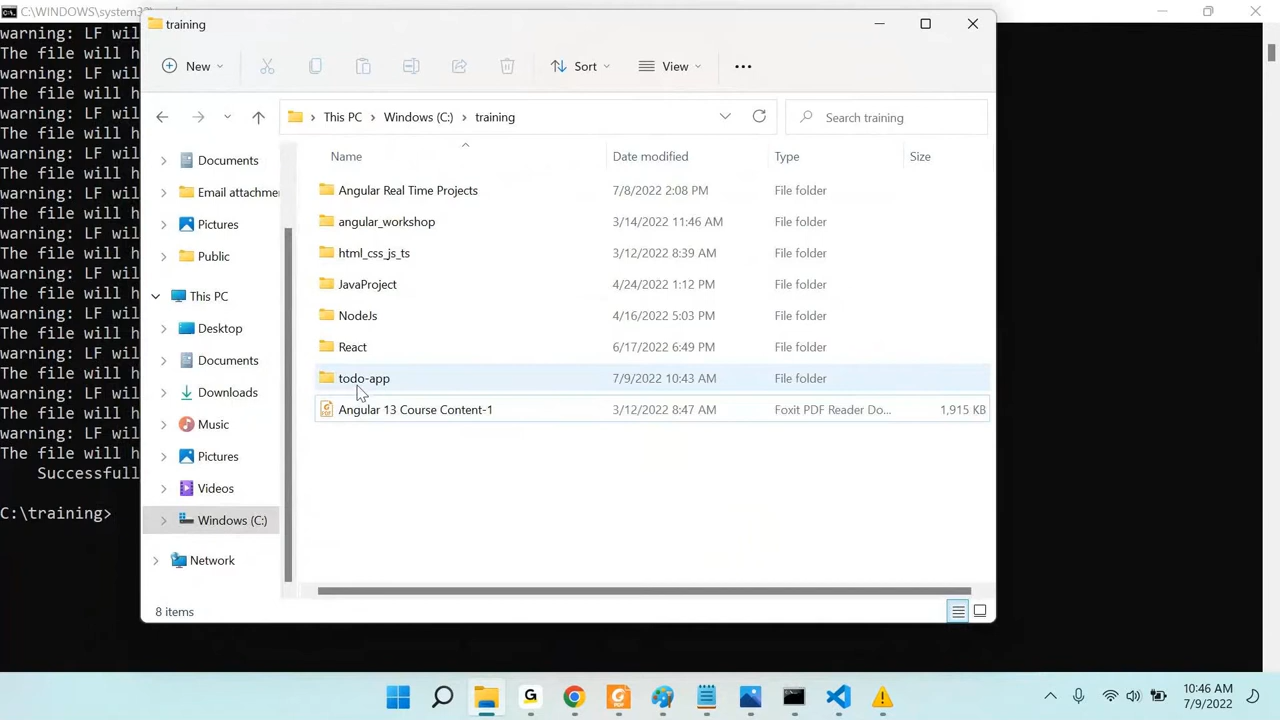 C:\WINDOWS\system3
training
warning: LF wil
The file will h
warning: LF wil
The file will h
warning: LF wil
The file will h
warning: LF wil
The file will h
warning: LF wil
The file will h
warning: LF wil
The file will h
warning: LF wil
The file will h
warning: LF wil
The file will h
warning: LF wil
The file will h
warning: LF wil
The file will h
warning: LF wil
The file will h
Successfull
C:\training>
New
Sort
View
This PC
Windows (C:)
training
Search training
Documents
Email attachme
Pictures
Public
This PC
Desktop
Documents
Downloads
Music
Pictures
Videos
Windows (C:)
Network
Name Date modified Type Size
Angular Real Time Projects 7/8/2022 2:08 PM File folder
angular_workshop 3/14/2022 11:46 AM File folder
html_css_js_ts 3/12/2022 8:39 AM File folder
JavaProject 4/24/2022 1:12 PM File folder
NodeJs 4/16/2022 5:03 PM File folder
React 6/17/2022 6:49 PM File folder
todo-app 7/9/2022 10:43 AM File folder
Angular 13 Course Content-1 3/12/2022 8:47 AM Foxit PDF Reader Do... 1,915 KB
8 items
10:46 AM
7/9/2022